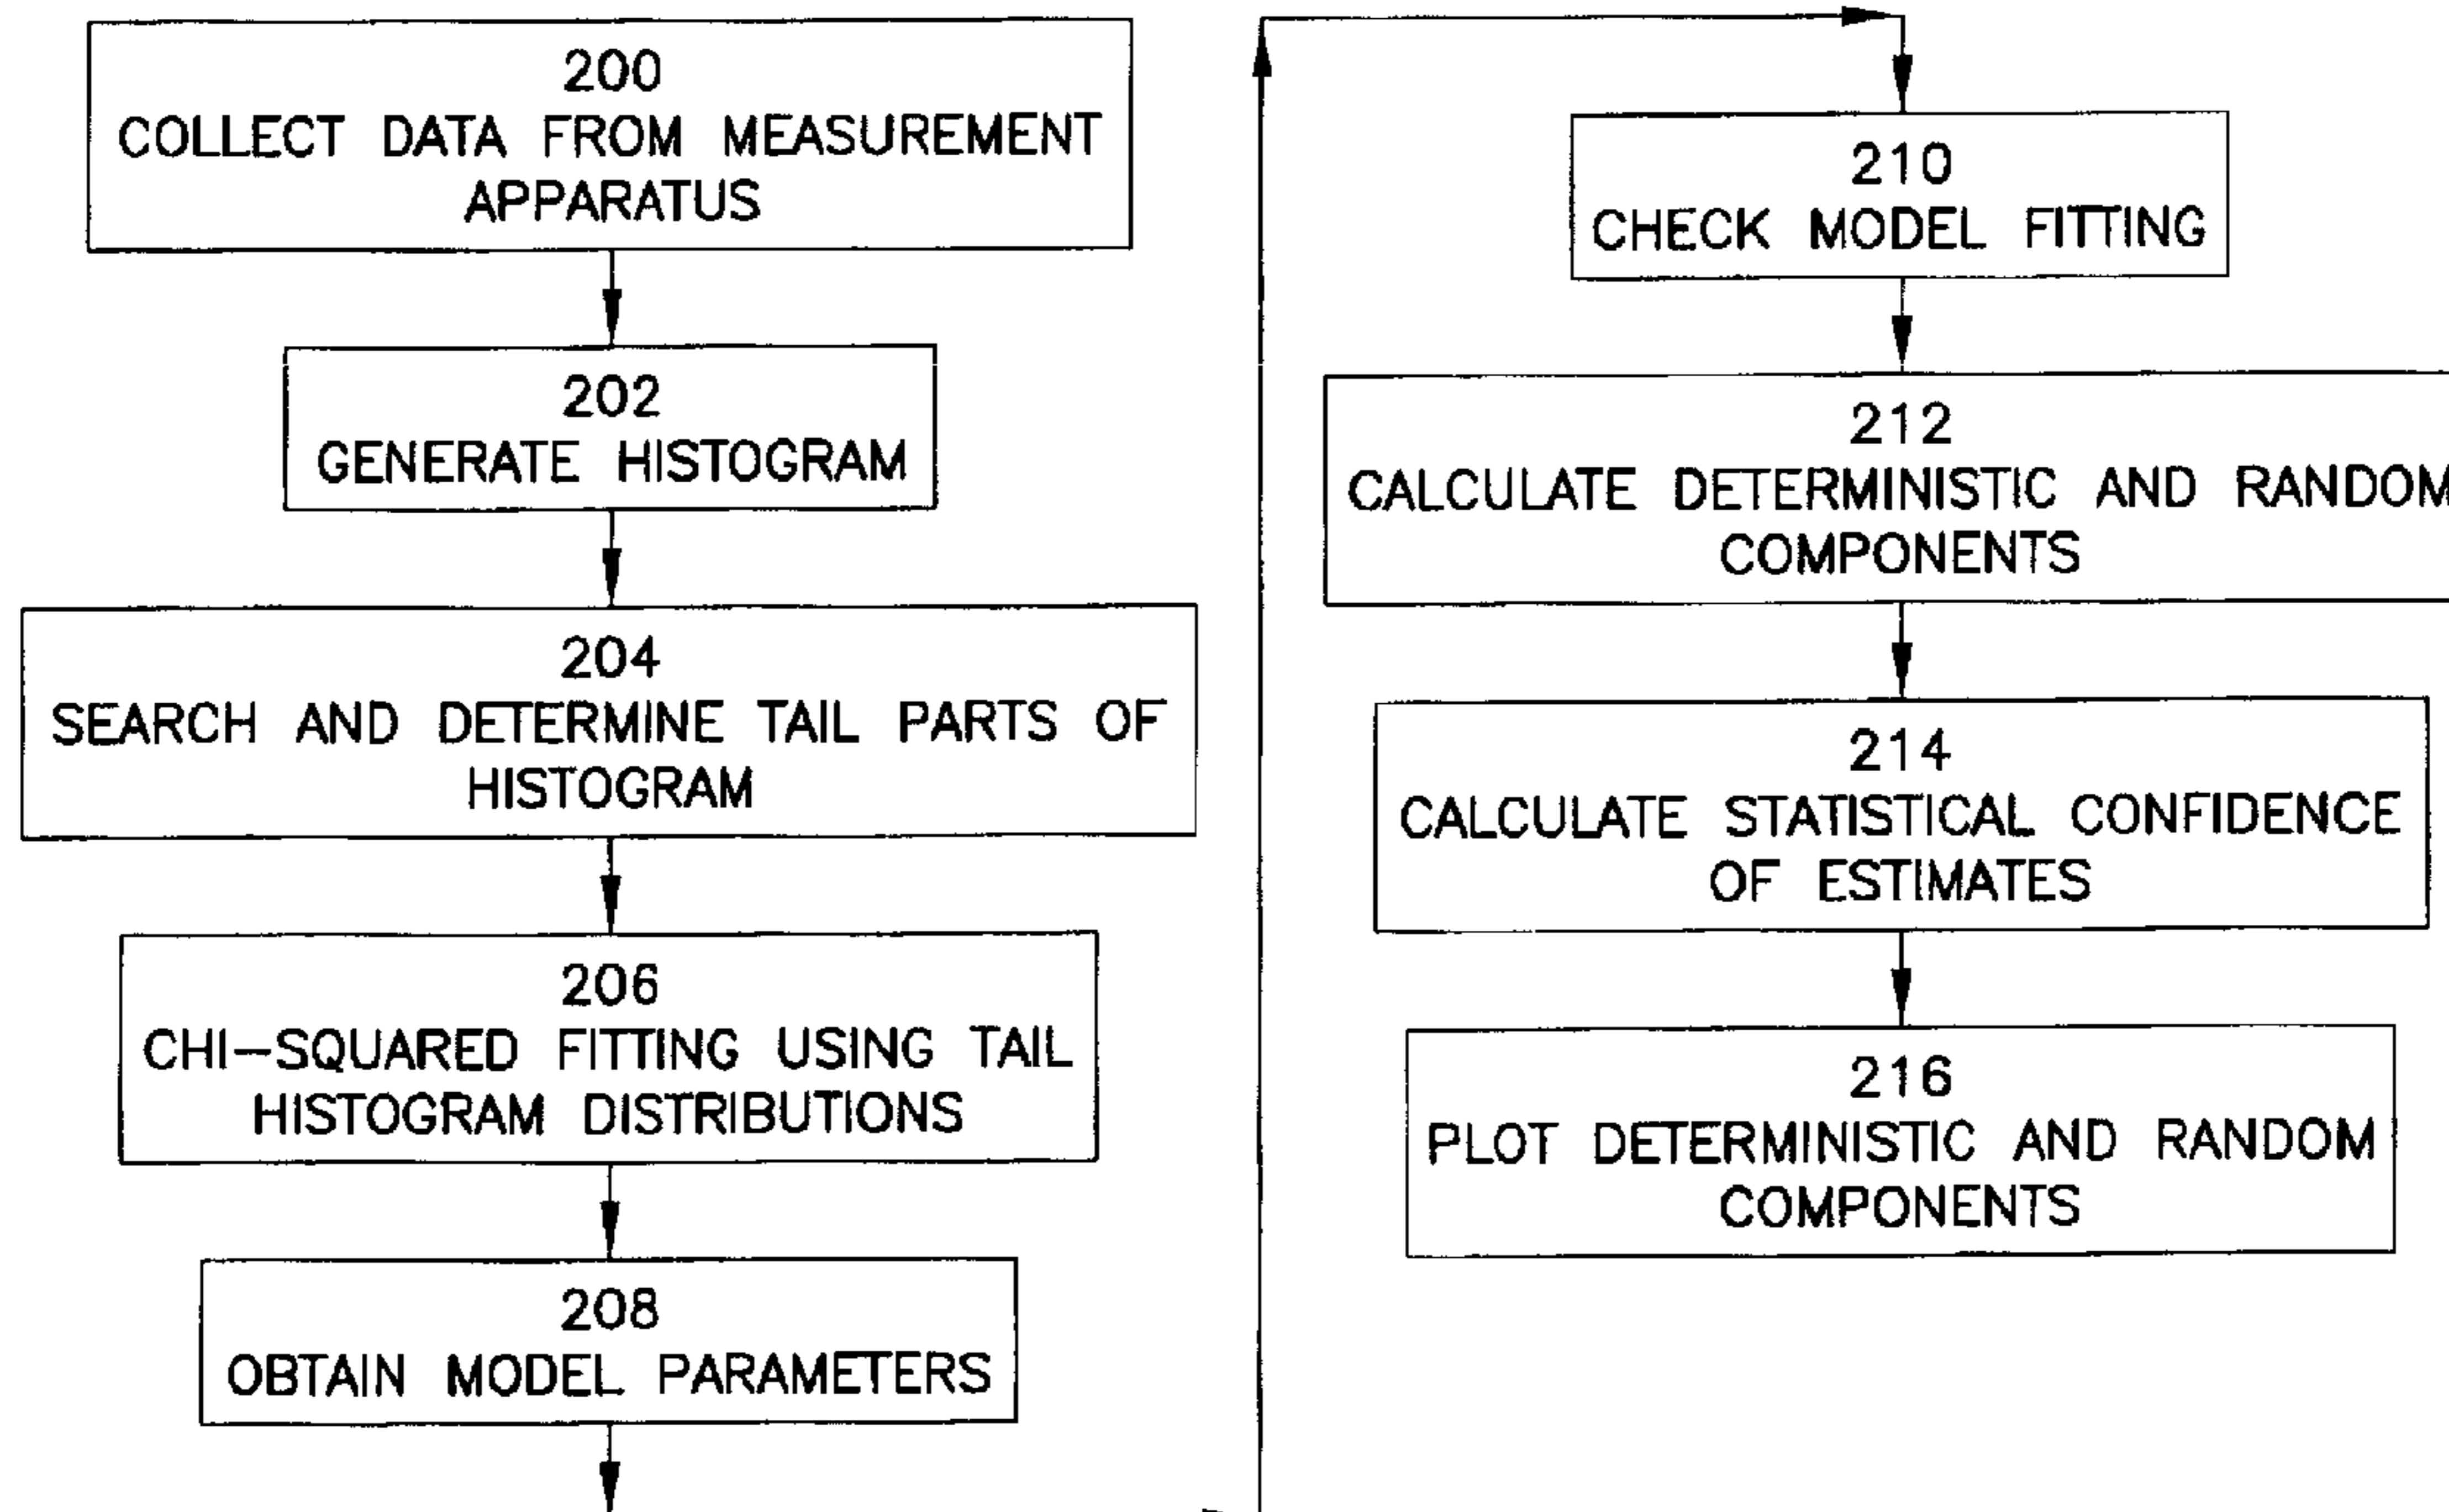 200
COLLECT DATA FROM MEASUREMENT
APPARATUS
202
GENERATE HISTOGRAM
204
SEARCH AND DETERMINE TAIL PARTS OF
HISTOGRAM
206
CHI-SQUARED FITTING USING TAIL
HISTOGRAM DISTRIBUTIONS
208
OBTAIN MODEL PARAMETERS
210
CHECK MODEL FITTING
212
CALCULATE DETERMINISTIC AND RANDOM
COMPONENTS
214
CALCULATE STATISTICAL CONFIDENCE
OF ESTIMATES
216
PLOT DETERMINISTIC AND RANDOM
COMPONENTS